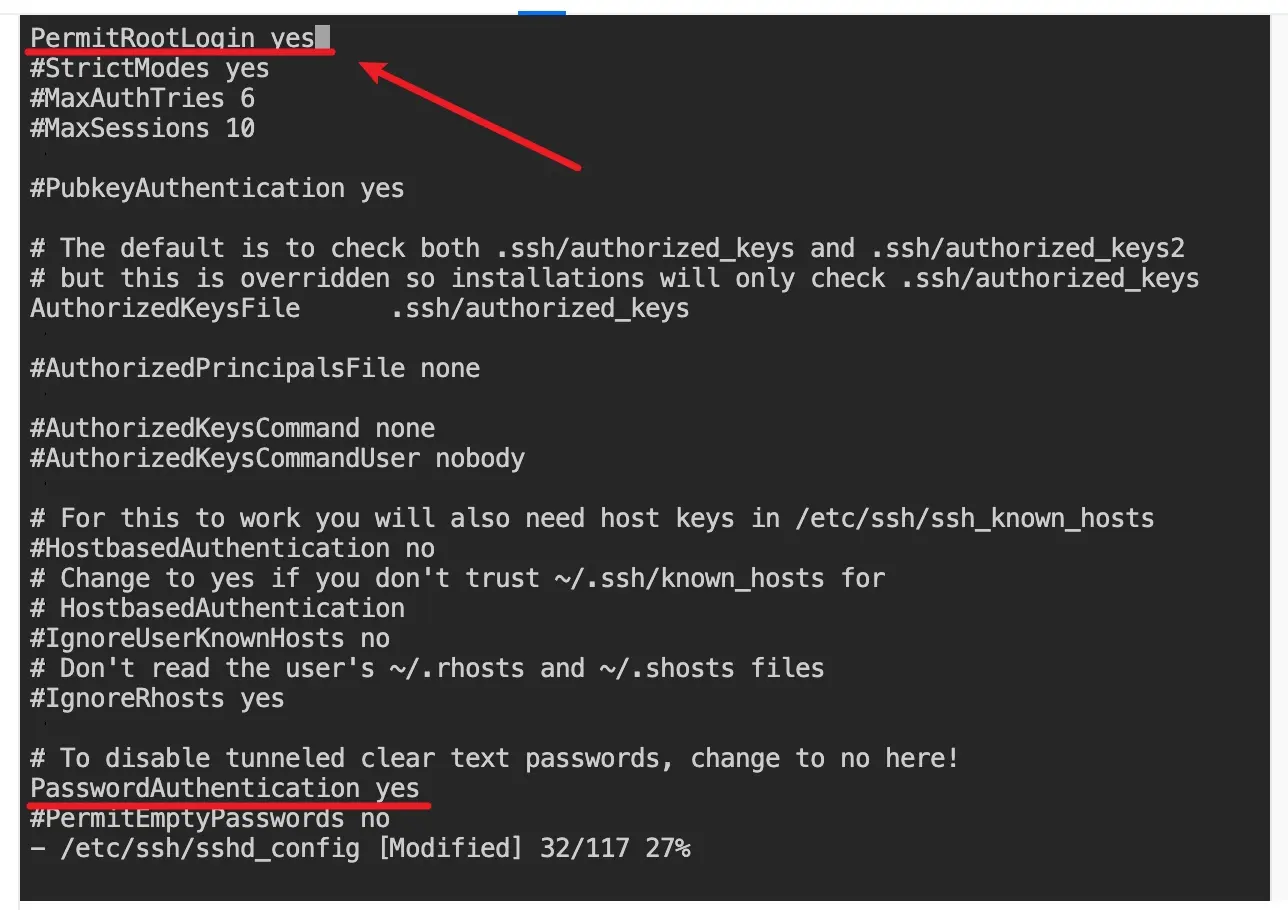 PermitRootLogin yes
#StrictModes yes
#MaxAuthTries 6
#MaxSessions 10
#PubkeyAuthentication yes
# The default is to check both .ssh/authorized_keys and .ssh/authorized_keys2
# but this is overridden so installations will only check .ssh/authorized_keys
AuthorizedKeysFile      .ssh/authorized_keys
#AuthorizedPrincipalsFile none
#AuthorizedKeysCommand none
#AuthorizedKeysCommandUser nobody
# For this to work you will also need host keys in /etc/ssh/ssh_known_hosts
#HostbasedAuthentication no
# Change to yes if you don't trust ~/.ssh/known_hosts for
# HostbasedAuthentication
#IgnoreUserKnownHosts no
# Don't read the user's ~/.rhosts and ~/.shosts files
#IgnoreRhosts yes
# To disable tunneled clear text passwords, change to no here!
PasswordAuthentication yes
#PermitEmptyPasswords no
- /etc/ssh/sshd_config [Modified] 32/117 27%